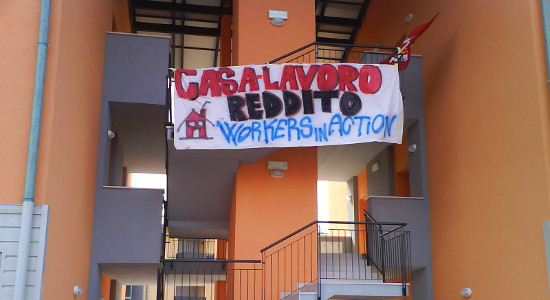 CASA-LAVORO
REDDITO
WORKERS IN ACTION